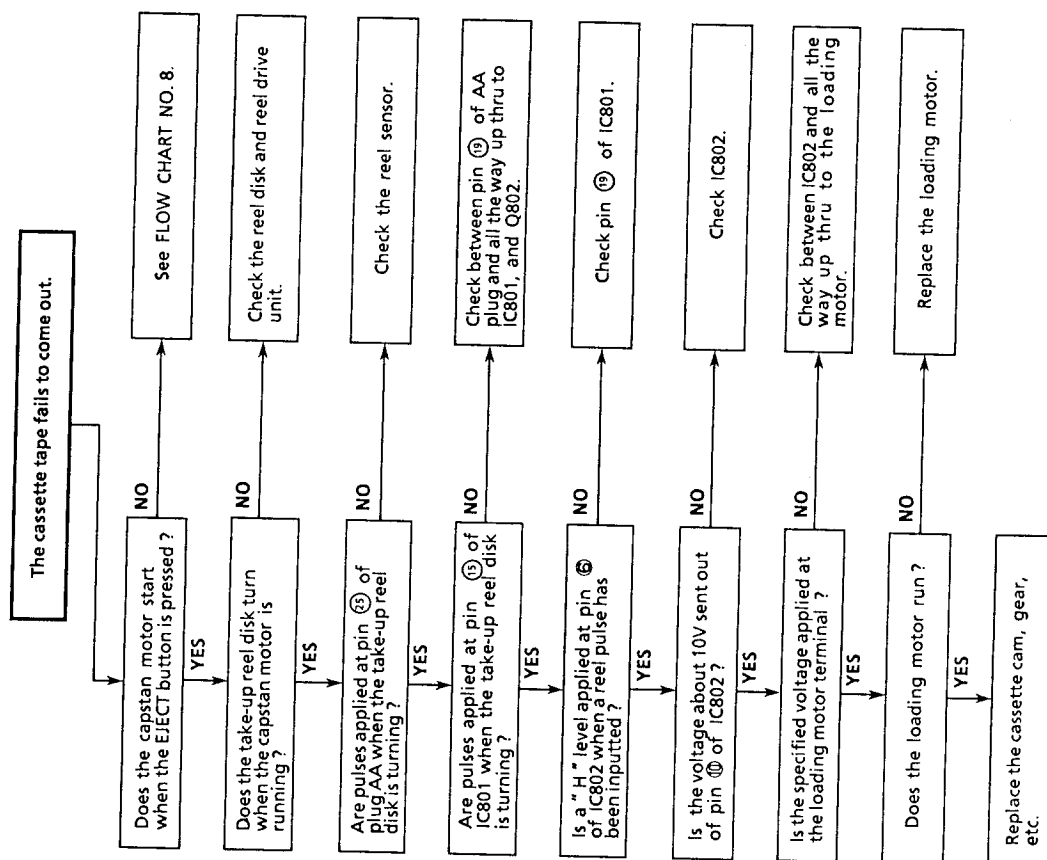 The cassette tape fails to come out.
Does the capstan motor start
when the EJECT button is pressed ?
NO
See FLOW CHART NO. 8.
YES
Does the take-up reel disk turn
when the capstan motor is
running ?
NO
Check the reel disk and reel drive
unit.
YES
Are pulses applied at pin ㉕ of
plug AA when the take-up reel
disk is turning ?
NO
Check the reel sensor.
YES
Are pulses applied at pin ⑮ of
IC801 when the take-up reel disk
is turning ?
NO
Check between pin ⑲ of AA
plug and all the way up thru to
IC801, and Q802.
YES
Is a " H " level applied at pin ⑥
of IC802 when a reel pulse has
been inputted ?
NO
Check pin ⑲ of IC801.
YES
Is the voltage about 10V sent out
of pin ⑩ of IC802 ?
NO
Check IC802.
YES
Is the specified voltage applied at
the loading motor terminal ?
NO
Check between IC802 and all the
way up thru to the loading
motor.
YES
Does the loading motor run ?
NO
Replace the loading motor.
YES
Replace the cassette cam, gear,
etc.